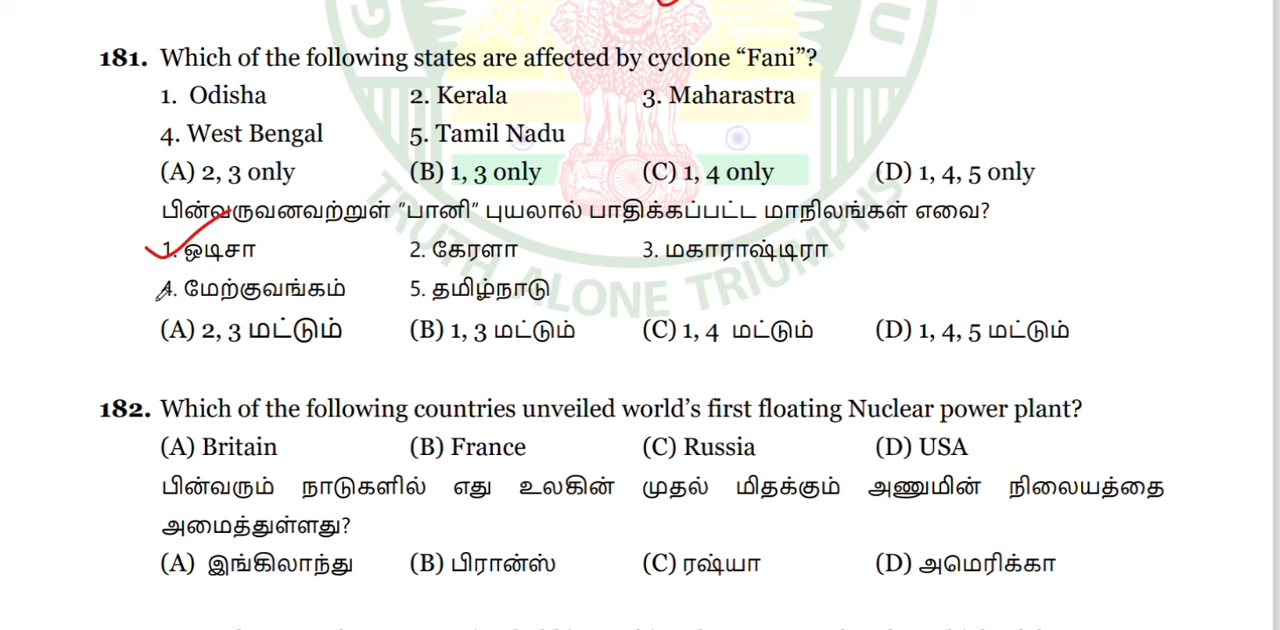 181. Which of the following states are affected by cyclone “Fani”?
1. Odisha 2. Kerala 3. Maharastra
4. West Bengal 5. Tamil Nadu
(A) 2, 3 only (B) 1, 3 only (C) 1, 4 only (D) 1, 4, 5 only
பின்வருவனவற்றுள் “பானி” புயலால் பாதிக்கப்பட்ட மாநிலங்கள் எவை?
1. ஒடிசா 2. கேரளா 3. மகாராஷ்டிரா
4. மேற்குவங்கம் 5. தமிழ்நாடு
(A) 2, 3 மட்டும் (B) 1, 3 மட்டும் (C) 1, 4 மட்டும் (D) 1, 4, 5 மட்டும்
182. Which of the following countries unveiled world’s first floating Nuclear power plant?
(A) Britain (B) France (C) Russia (D) USA
பின்வரும் நாடுகளில் எது உலகின் முதல் மிதக்கும் அணுமின் நிலையத்தை
அமைத்துள்ளது?
(A) இங்கிலாந்து (B) பிரான்ஸ் (C) ரஷ்யா (D) அமெரிக்கா
TRUTH ALONE TRIUMPHS